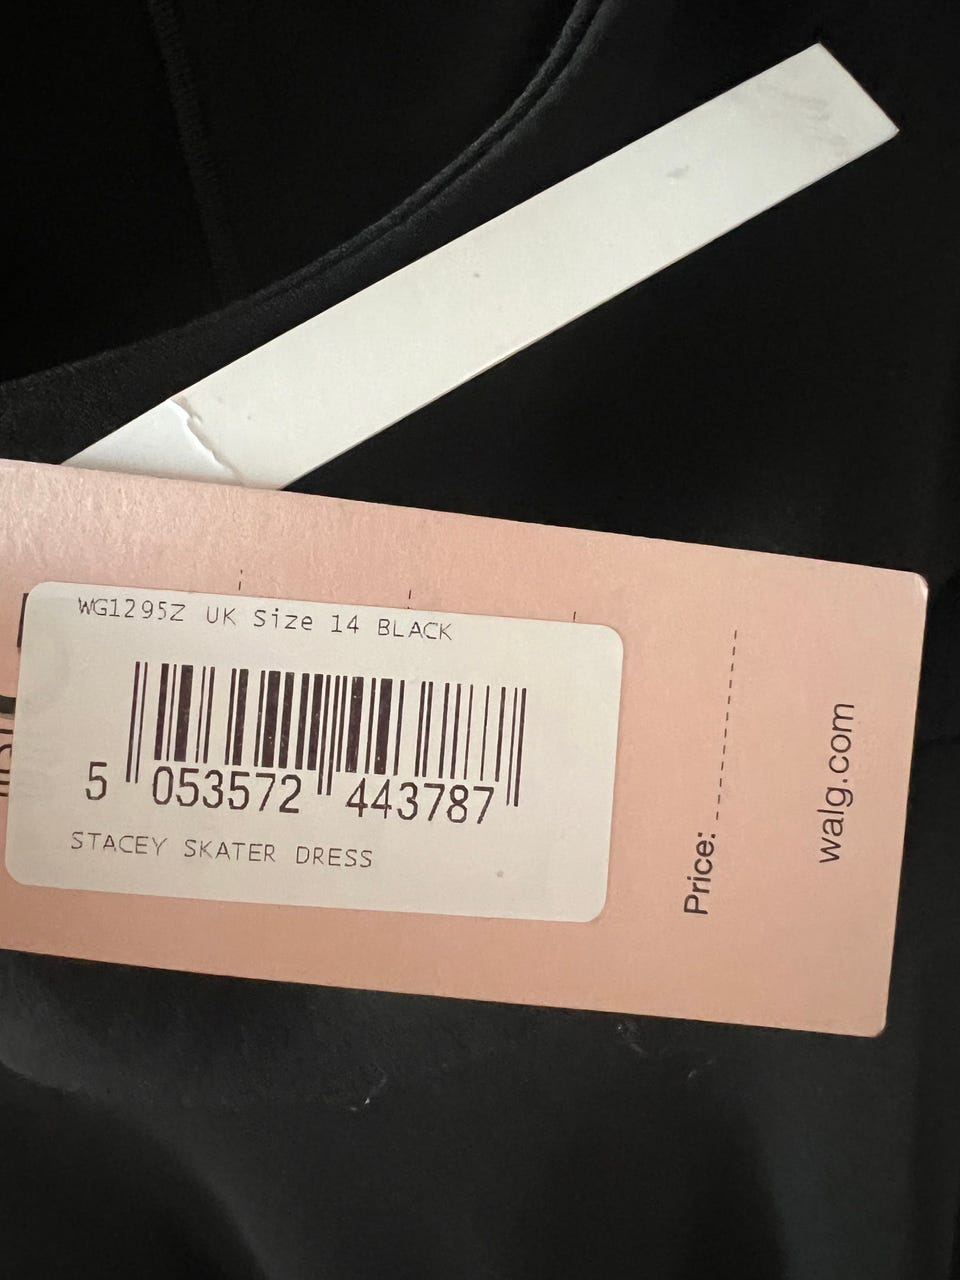 WG1295Z UK Size 14 BLACK
5 053572 443787
STACEY SKATER DRESS
Price:
walg.com